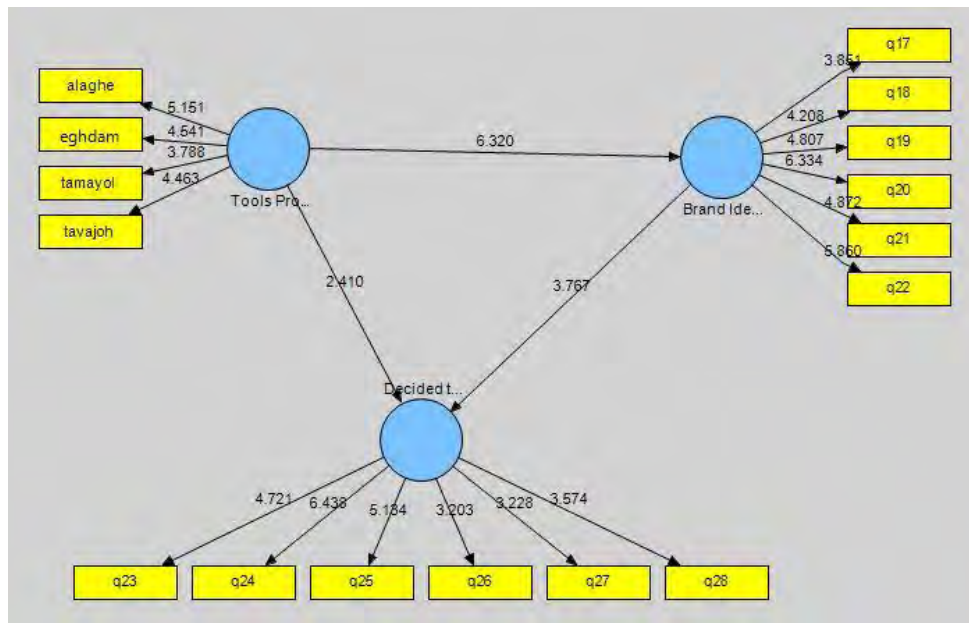 alaghe
5.151
eghdam
4.541
tamayol
3.788
tavajoh
4.463
Tools Pro...
6.320
2.410
Brand Ide...
3.767
q17
3.851
q18
4.208
q19
4.807
q20
6.334
q21
4.872
q22
5.860
Decided t...
4.721
6.438
5.134
3.203
3.228
3.574
q23
q24
q25
q26
q27
q28